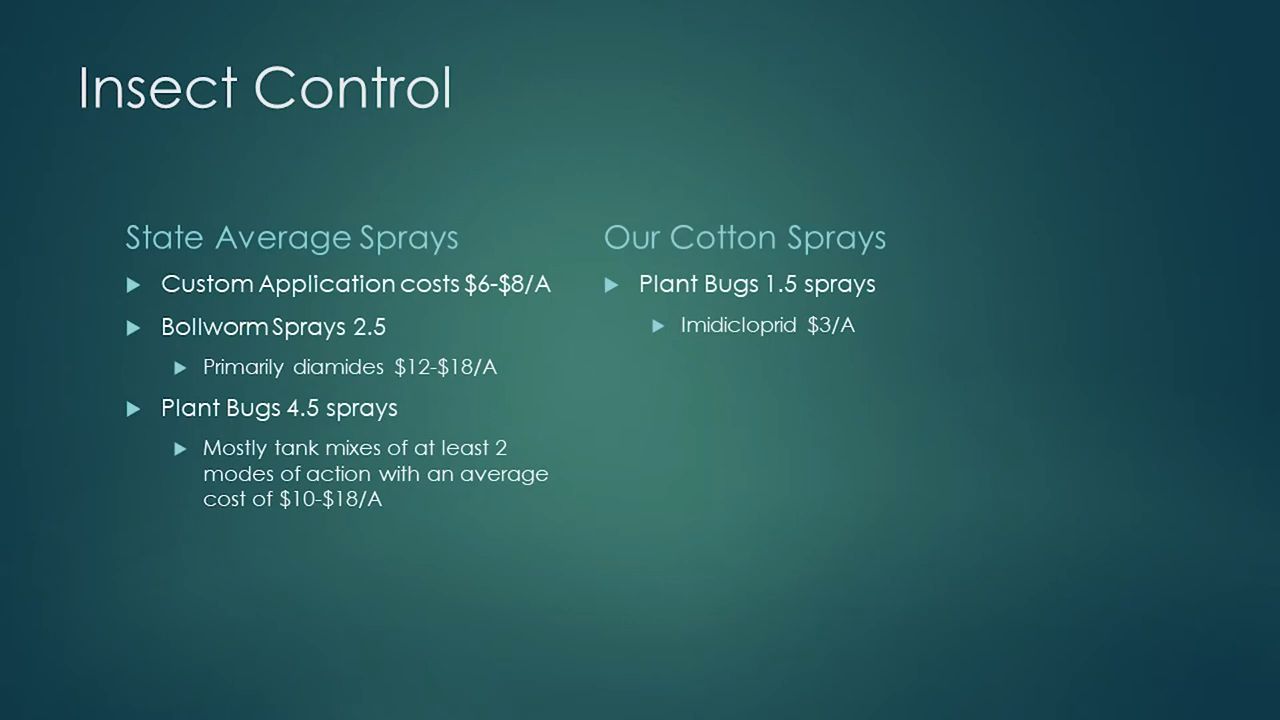 Insect Control
State Average Sprays
Custom Application costs $6-$8/A
Bollworm Sprays 2.5
Primarily diamides $12-$18/A
Plant Bugs 4.5 sprays
Mostly tank mixes of at least 2
modes of action with an average
cost of $10-$18/A
Our Cotton Sprays
Plant Bugs 1.5 sprays
Imidicloprid $3/A